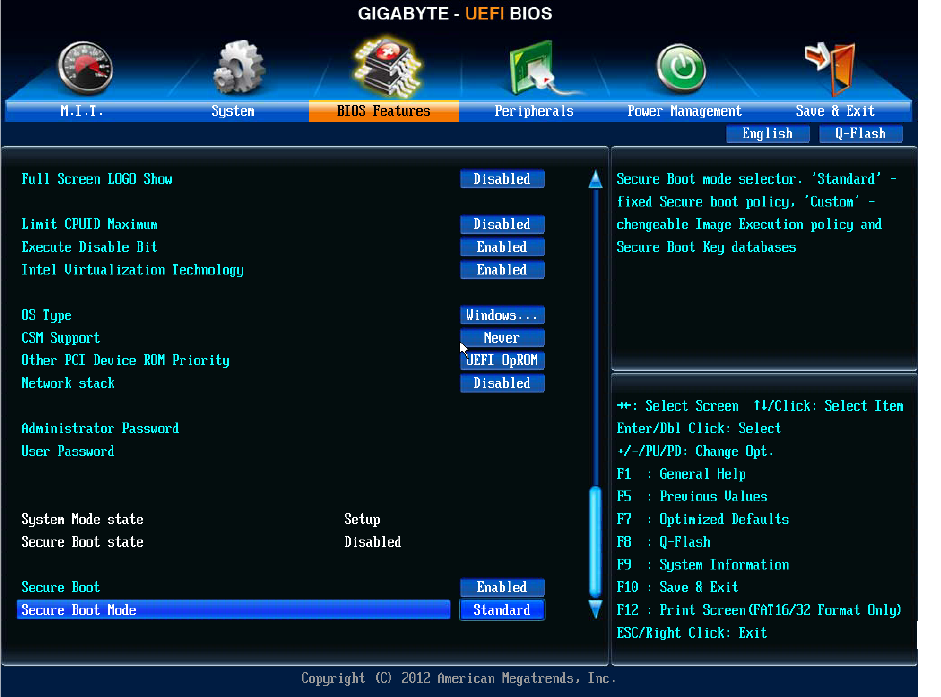 GIGABYTE - UEFI BIOS
M.I.T. System BIOS Features Peripherals Power Management Save & Exit
English Q-Flash
Full Screen LOGO Show Disabled
Limit CPUID Maximum Disabled
Execute Disable Bit Enabled
Intel Virtualization Technology Enabled
OS Type Windows...
CSM Support Never
Other PCI Device ROM Priority UEFI OpROM
Network stack Disabled
Administrator Password
User Password
System Mode state Setup
Secure Boot state Disabled
Secure Boot Enabled
Secure Boot Mode Standard
Secure Boot mode selector. 'Standard' -
fixed Secure boot policy, 'Custom' -
chengeable Image Execution policy and
Secure Boot Key databases
→←: Select Screen ↑↓/Click: Select Item
Enter/Dbl Click: Select
+/-/PU/PD: Change Opt.
F1 : General Help
F5 : Previous Values
F7 : Optimized Defaults
F8 : Q-Flash
F9 : System Information
F10 : Save & Exit
F12 : Print Screen(FAT16/32 Format Only)
ESC/Right Click: Exit
Copyright (C) 2012 American Megatrends, Inc.